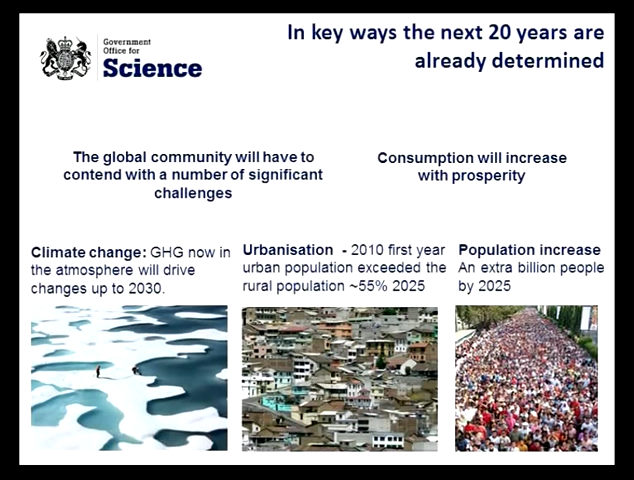 Government
Office for
Science
In key ways the next 20 years are
already determined
The global community will have to
contend with a number of significant
challenges
Consumption will increase
with prosperity
Climate change: GHG now in
the atmosphere will drive
changes up to 2030.
Urbanisation - 2010 first year
urban population exceeded the
rural population ~55% 2025
Population increase
An extra billion people
by 2025